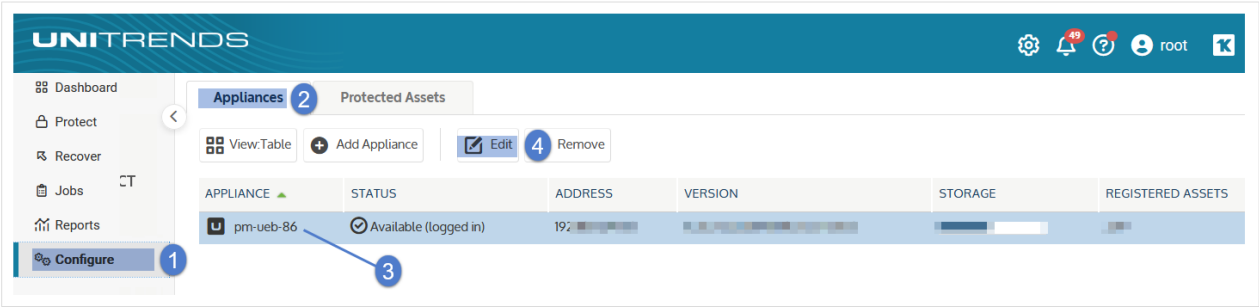 UNITRENDS
49
root
Dashboard
Protect
Recover
Jobs
CT
Reports
Configure
1
Appliances
2
Protected Assets
View:Table
Add Appliance
Edit
4
Remove
APPLIANCE STATUS ADDRESS VERSION STORAGE REGISTERED ASSETS
pm-ueb-86 Available (logged in) 192
3